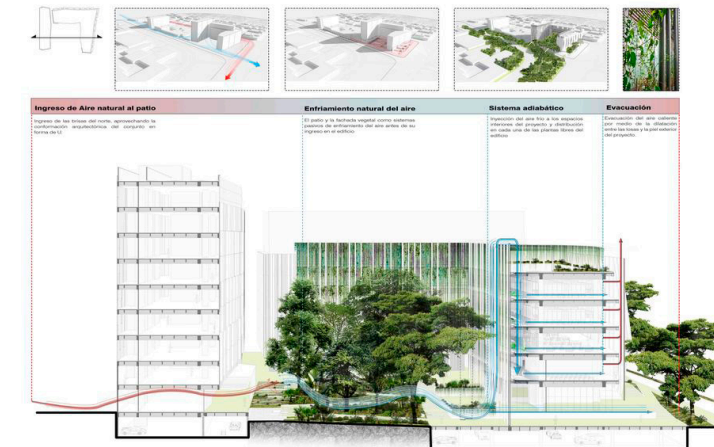 Ingreso de Aire natural al patio
Ingreso de las brisas del norte, aprovechando la
conformación arquitectónica del conjunto en
forma de U
Enfriamiento natural del aire
El patio y la fachada vegetal como sistemas
pasivos de enfriamiento del aire antes de su
ingreso en el edificio
Sistema adiabático
Inyección del aire frío a los espacios
interiores del proyecto y distribución
en cada una de las plantas libres del
edificio
Evacuación
Evacuación del aire caliente
por medio de la dilatación
entre las losas y la piel exterior
del proyecto.